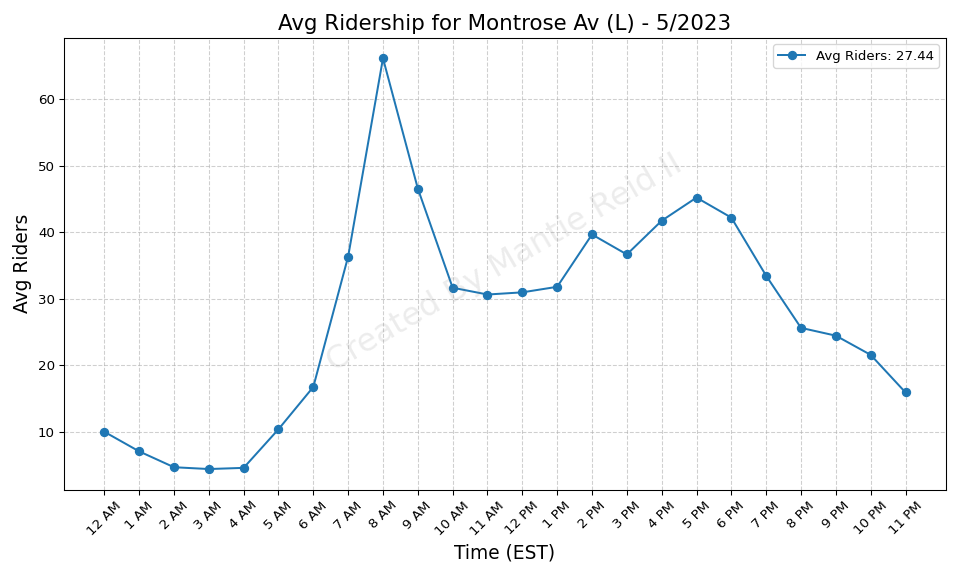 Avg Ridership for Montrose Av (L) - 5/2023
Avg Riders: 27.44
60
50
40
30
20
10
Avg Riders
Created By Mantle Reid II
12 AM
1 AM
2 AM
3 AM
4 AM
5 AM
6 AM
7 AM
8 AM
9 AM
10 AM
11 AM
12 PM
1 PM
2 PM
3 PM
4 PM
5 PM
6 PM
7 PM
8 PM
9 PM
10 PM
11 PM
Time (EST)